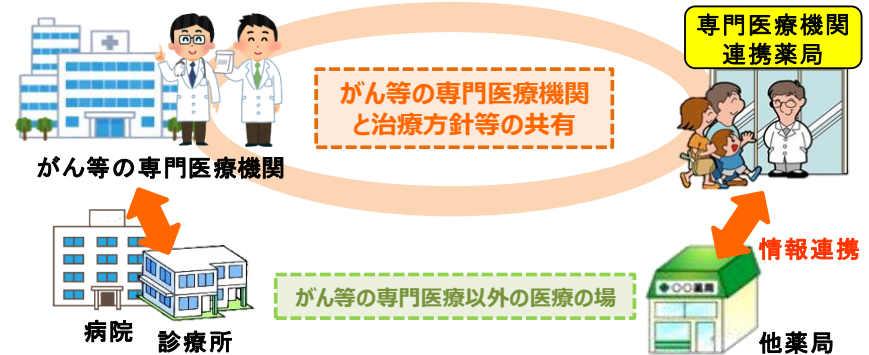 専門医療機関
連携薬局
がん等の専門医療機関
と治療方針等の共有
がん等の専門医療機関
情報連携
○○薬局
がん等の専門医療以外の医療の場
病院
診療所
他薬局